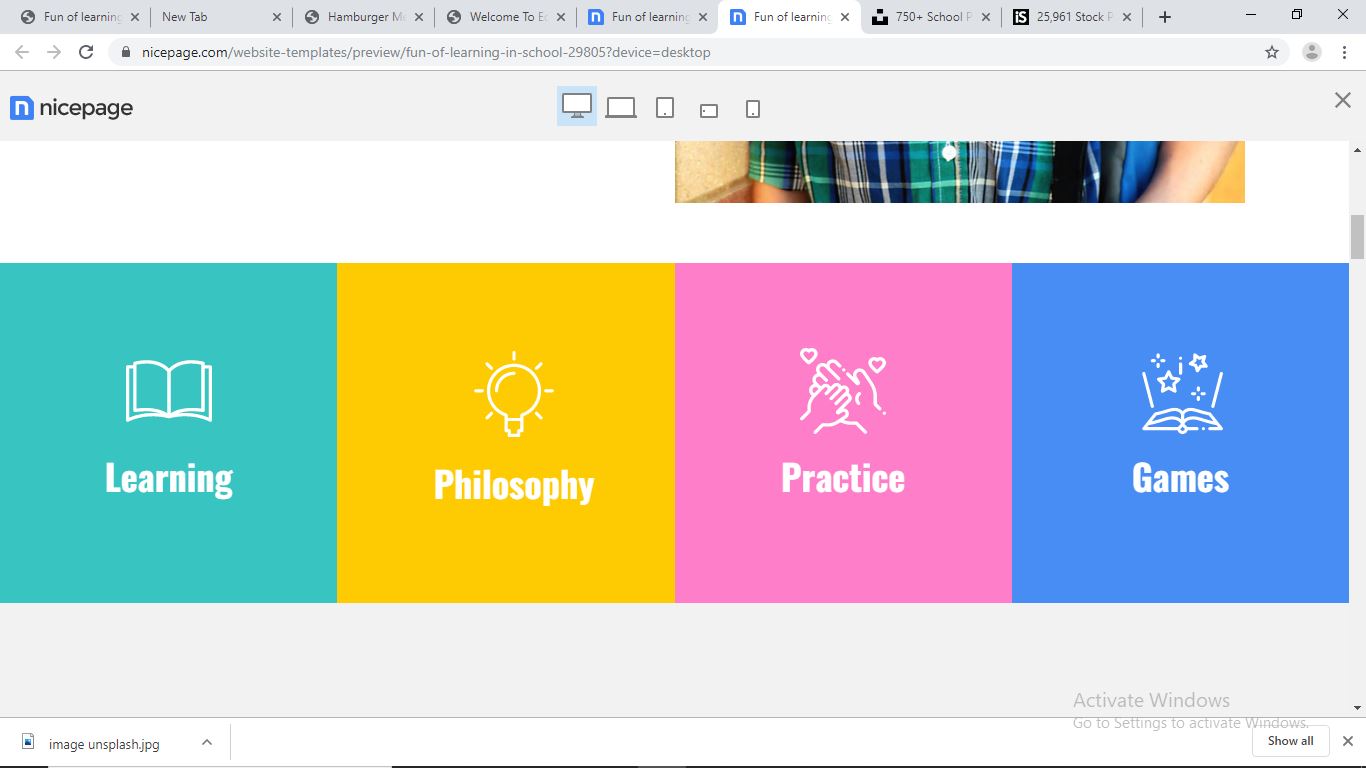 Fun of learning
New Tab
Hamburger M
Welcome To E
Fun of learning
Fun of learning
750+ School P
25,961 Stock P
nicepage.com/website-templates/preview/fun-of-learning-in-school-29805?device=desktop
nicepage
Learning
Philosophy
Practice
Games
Activate Windows
Go to Settings to activate Windows.
image unsplash.jpg
Show all